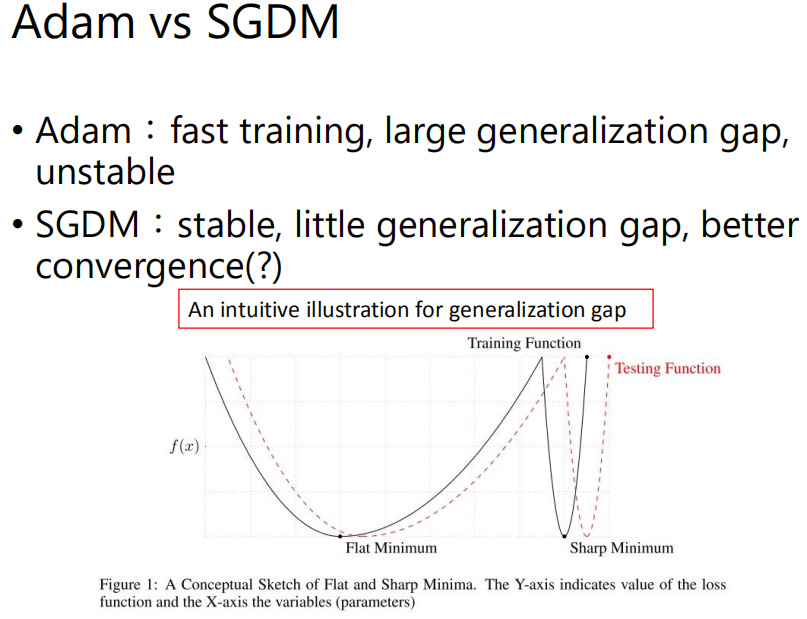 Adam vs SGDM
• Adam：fast training, large generalization gap,
unstable
• SGDM：stable, little generalization gap, better
convergence(?)
An intuitive illustration for generalization gap
Training Function
Testing Function
f(x)
Flat Minimum
Sharp Minimum
Figure 1: A Conceptual Sketch of Flat and Sharp Minima. The Y-axis indicates value of the loss
function and the X-axis the variables (parameters)